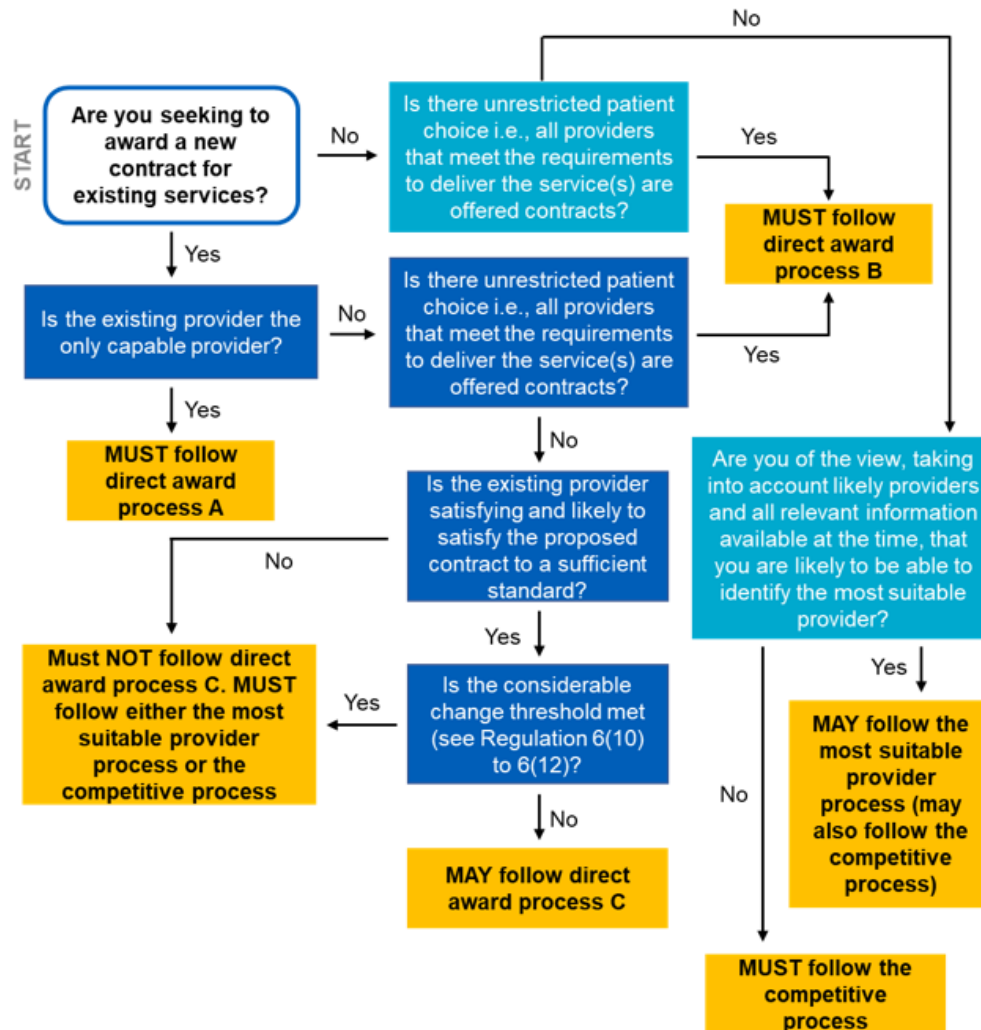 START
Are you seeking to
award a new
contract for
existing services?
No
Is there unrestricted patient
choice i.e., all providers
that meet the requirements
to deliver the service(s) are
offered contracts?
No
Yes
MUST follow
direct award
process B
Yes
Is the existing provider the
only capable provider?
No
Is there unrestricted patient
choice i.e., all providers
that meet the requirements
to deliver the service(s) are
offered contracts?
Yes
Yes
MUST follow
direct award
process A
No
Is the existing provider
satisfying and likely to
satisfy the proposed
contract to a sufficient
standard?
No
Yes
Must NOT follow direct
award process C. MUST
follow either the most
suitable provider
process or the
competitive process
Yes
Is the considerable
change threshold met
(see Regulation 6(10)
to 6(12)?
No
MAY follow direct
award process C
Are you of the view, taking
into account likely providers
and all relevant information
available at the time, that
you are likely to be able to
identify the most suitable
provider?
Yes
MAY follow the
most suitable
provider
process (may
also follow the
competitive
process)
No
MUST follow the
competitive
process